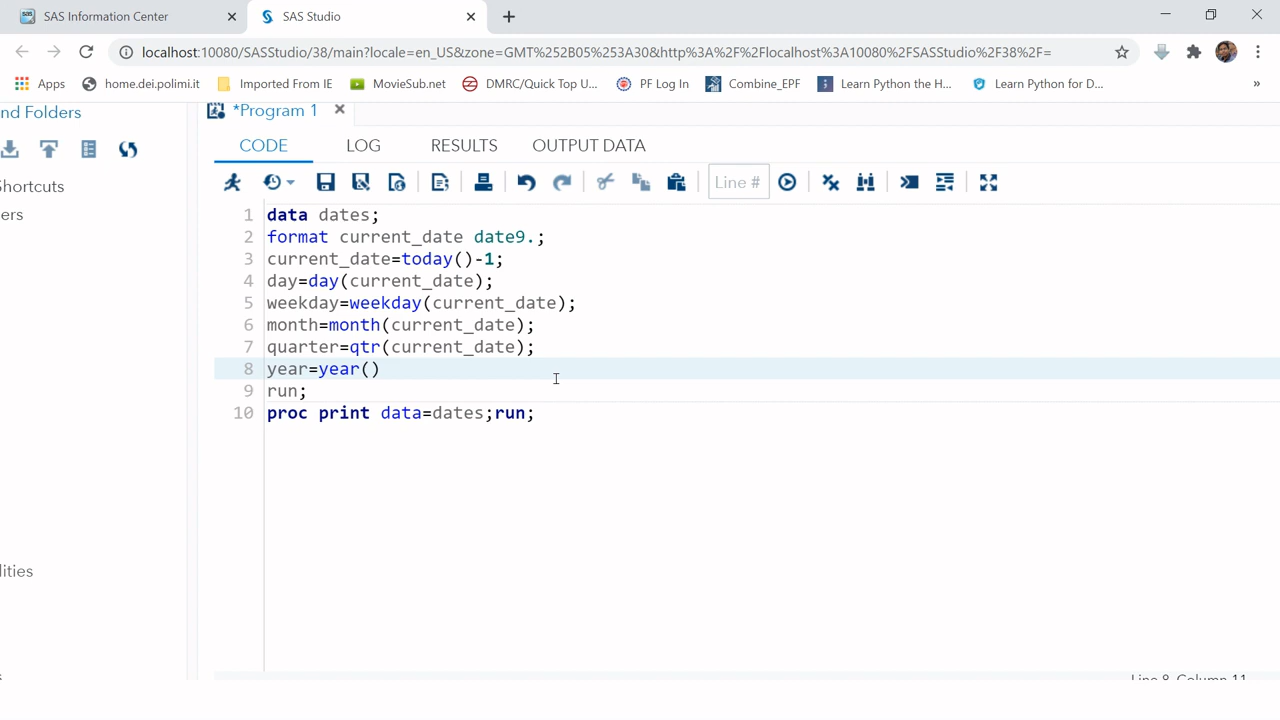 SAS Information Center
SAS Studio
localhost:10080/SASStudio/38/main?locale=en_US&zone=GMT%252B05%253A30&http%3A%2F%2Flocalhost%3A10080%2FSASStudio%2F38%2F=
Apps
home.dei.polimi.it
Imported From IE
MovieSub.net
DMRC/Quick Top U...
PF Log In
Combine_EPF
Learn Python the H...
Learn Python for D...
»
nd Folders
*Program 1
CODE
LOG
RESULTS
OUTPUT DATA
Line #
Shortcuts
ers
lities
1 data dates;
2 format current_date date9.;
3 current_date=today()-1;
4 day=day(current_date);
5 weekday=weekday(current_date);
6 month=month(current_date);
7 quarter=qtr(current_date);
8 year=year()
9 run;
10 proc print data=dates;run;
Line 8, Column 11